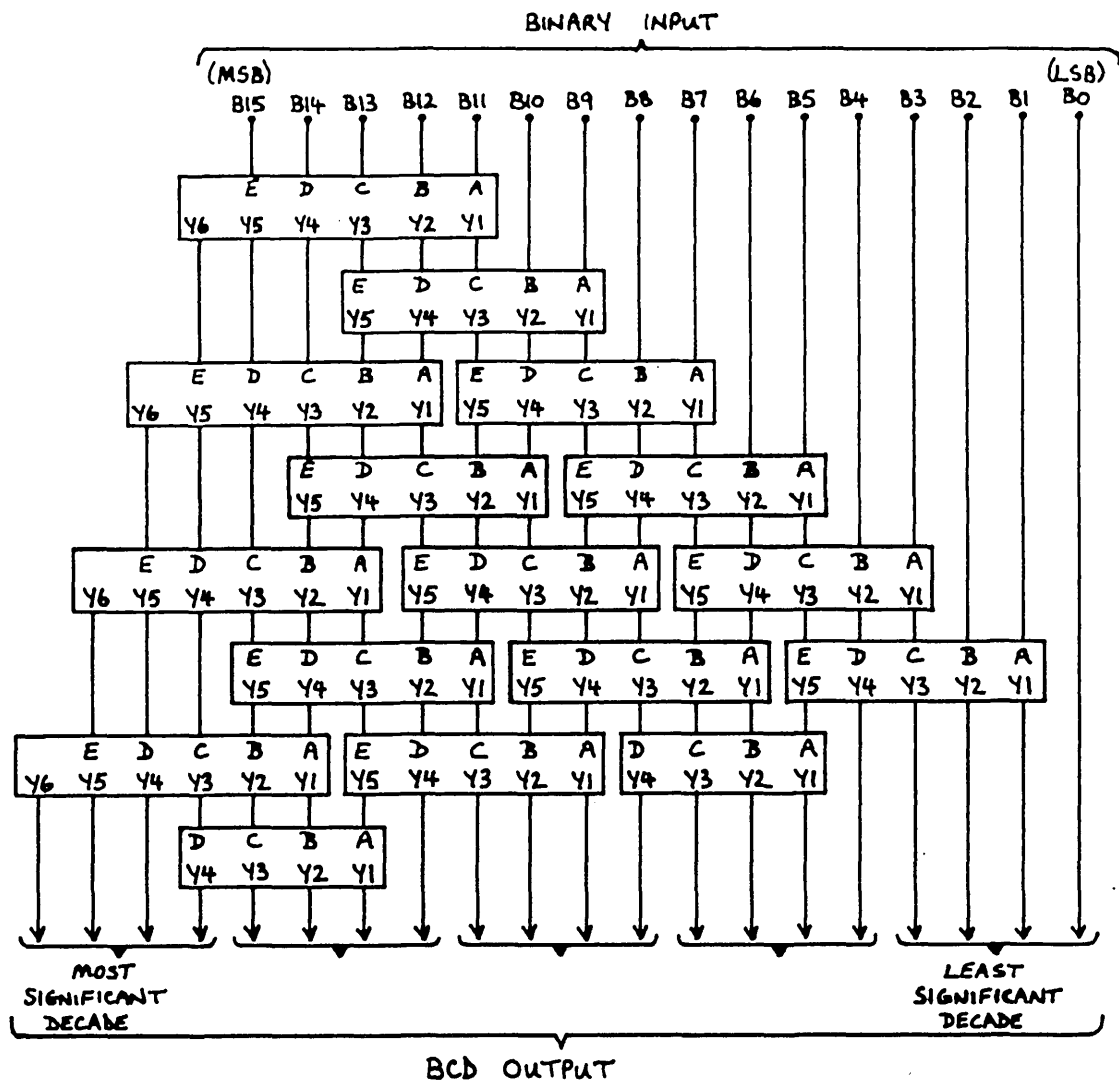 BINARY INPUT
(MSB) (LSB)
B15 B14 B13 B12 B11 B10 B9 B8 B7 B6 B5 B4 B3 B2 B1 B0
E D C B A
Y6 Y5 Y4 Y3 Y2 Y1
E D C B A
Y5 Y4 Y3 Y2 Y1
E D C B A E D C B A
Y6 Y5 Y4 Y3 Y2 Y1 Y5 Y4 Y3 Y2 Y1
E D C B A E D C B A
Y5 Y4 Y3 Y2 Y1 Y5 Y4 Y3 Y2 Y1
E D C B A E D C B A E D C B A
Y6 Y5 Y4 Y3 Y2 Y1 Y5 Y4 Y3 Y2 Y1 Y5 Y4 Y3 Y2 Y1
E D C B A E D C B A E D C B A
Y5 Y4 Y3 Y2 Y1 Y5 Y4 Y3 Y2 Y1 Y5 Y4 Y3 Y2 Y1
E D C B A E D C B A D C B A
Y6 Y5 Y4 Y3 Y2 Y1 Y5 Y4 Y3 Y2 Y1 Y4 Y3 Y2 Y1
D C B A
Y4 Y3 Y2 Y1
MOST
SIGNIFICANT
DECADE
LEAST
SIGNIFICANT
DECADE
BCD OUTPUT